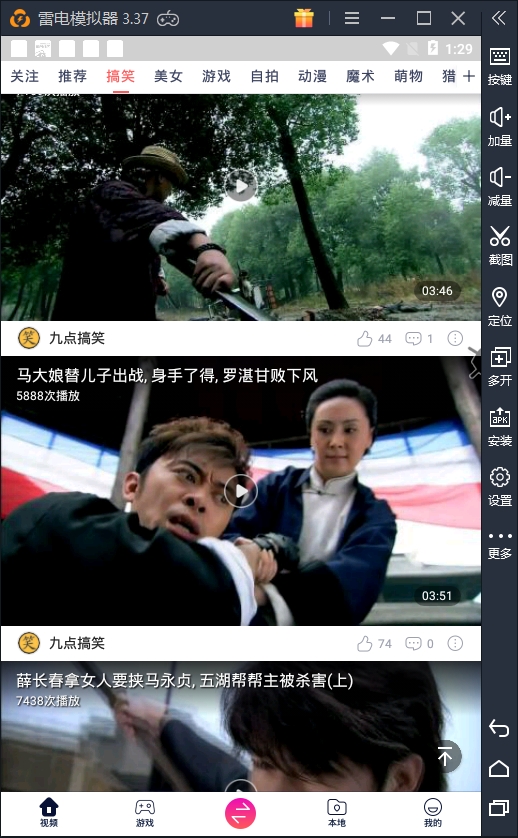 雷电模拟器 3.37
1:29
关注 推荐 搞笑 美女 游戏 自拍 动漫 魔术 萌物 猎 +
03:46
九点搞笑 44 1
马大娘替儿子出战, 身手了得, 罗湛甘败下风
5888次播放
03:51
九点搞笑 74 0
薛长春拿女人要挟马永贞, 五湖帮帮主被杀害(上)
7438次播放
视频 游戏 本地 我的
按键
加量
减量
截图
定位
多开
APK
安装
设置
更多